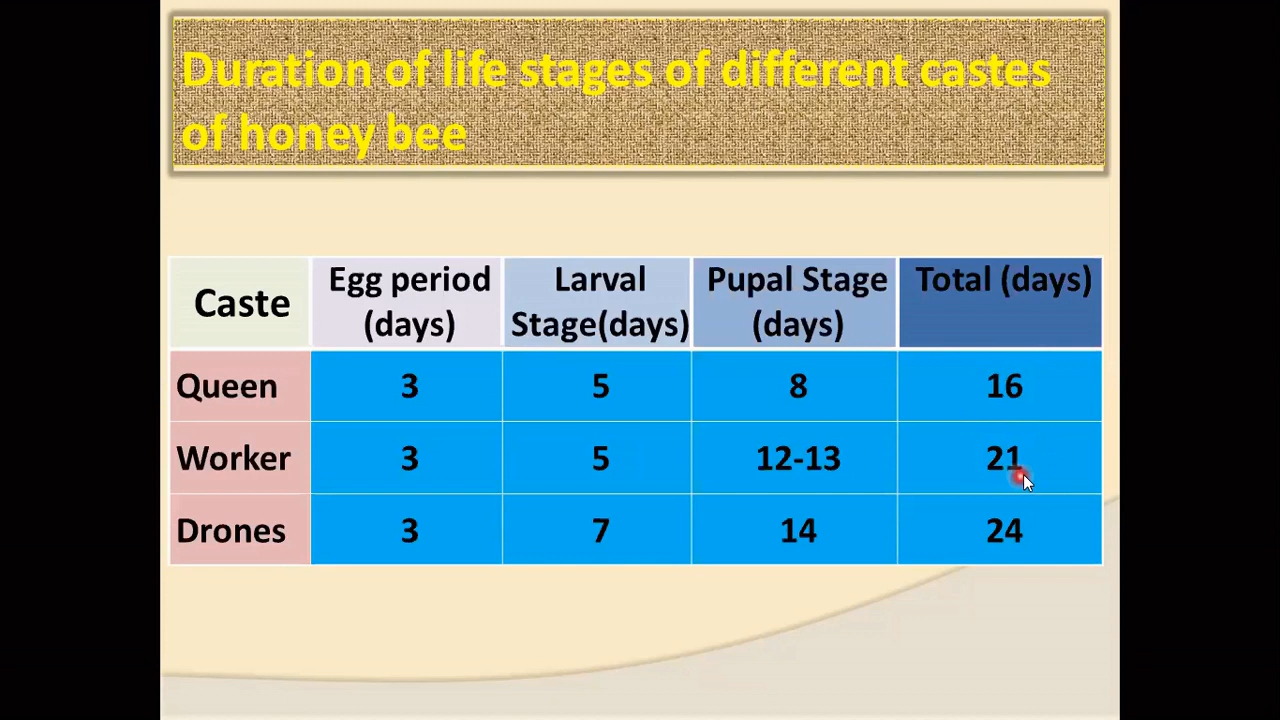 Duration of life stages of different castes
of honey bee
Caste Egg period (days) Larval Stage(days) Pupal Stage (days) Total (days)
Queen 3 5 8 16
Worker 3 5 12-13 21
Drones 3 7 14 24